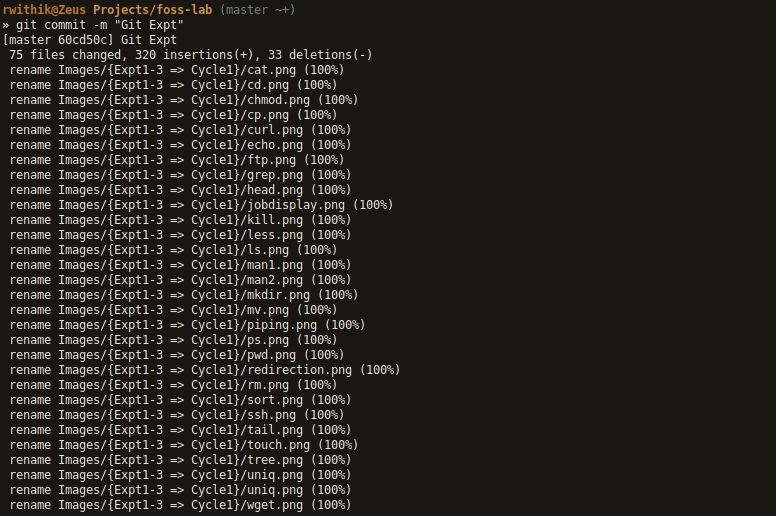 rwithik@Zeus Projects/foss-lab (master ~+)
» git commit -m "Git Expt"
[master 60cd50c] Git Expt
75 files changed, 320 insertions(+), 33 deletions(-)
rename Images/{Expt1-3 => Cycle1}/cat.png (100%)
rename Images/{Expt1-3 => Cycle1}/cd.png (100%)
rename Images/{Expt1-3 => Cycle1}/chmod.png (100%)
rename Images/{Expt1-3 => Cycle1}/cp.png (100%)
rename Images/{Expt1-3 => Cycle1}/curl.png (100%)
rename Images/{Expt1-3 => Cycle1}/echo.png (100%)
rename Images/{Expt1-3 => Cycle1}/ftp.png (100%)
rename Images/{Expt1-3 => Cycle1}/grep.png (100%)
rename Images/{Expt1-3 => Cycle1}/head.png (100%)
rename Images/{Expt1-3 => Cycle1}/jobdisplay.png (100%)
rename Images/{Expt1-3 => Cycle1}/kill.png (100%)
rename Images/{Expt1-3 => Cycle1}/less.png (100%)
rename Images/{Expt1-3 => Cycle1}/ls.png (100%)
rename Images/{Expt1-3 => Cycle1}/man1.png (100%)
rename Images/{Expt1-3 => Cycle1}/man2.png (100%)
rename Images/{Expt1-3 => Cycle1}/mkdir.png (100%)
rename Images/{Expt1-3 => Cycle1}/mv.png (100%)
rename Images/{Expt1-3 => Cycle1}/piping.png (100%)
rename Images/{Expt1-3 => Cycle1}/ps.png (100%)
rename Images/{Expt1-3 => Cycle1}/pwd.png (100%)
rename Images/{Expt1-3 => Cycle1}/redirection.png (100%)
rename Images/{Expt1-3 => Cycle1}/rm.png (100%)
rename Images/{Expt1-3 => Cycle1}/sort.png (100%)
rename Images/{Expt1-3 => Cycle1}/ssh.png (100%)
rename Images/{Expt1-3 => Cycle1}/tail.png (100%)
rename Images/{Expt1-3 => Cycle1}/touch.png (100%)
rename Images/{Expt1-3 => Cycle1}/tree.png (100%)
rename Images/{Expt1-3 => Cycle1}/uniq.png (100%)
rename Images/{Expt1-3 => Cycle1}/uniq.png (100%)
rename Images/{Expt1-3 => Cycle1}/wget.png (100%)